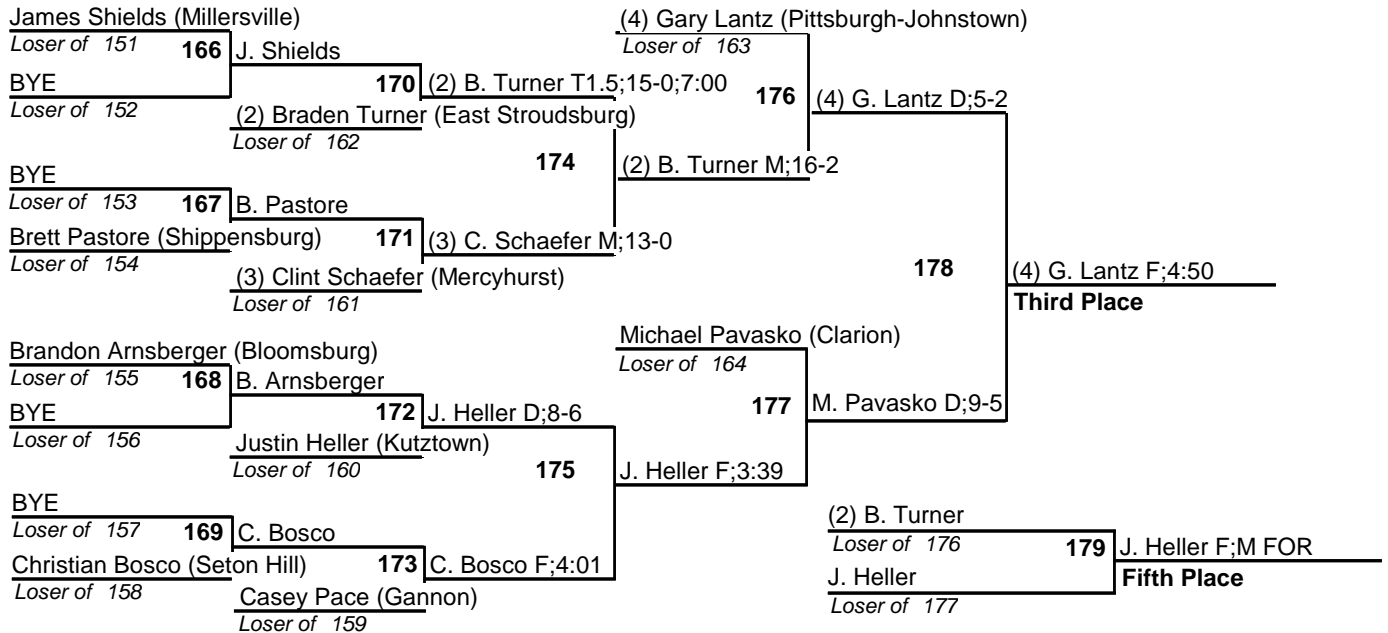 James Shields (Millersville)
Loser of 151
166
J. Shields
BYE
Loser of 152
170
(2) B. Turner T1.5;15-0;7:00
(2) Braden Turner (East Stroudsburg)
Loser of 162
174
(2) B. Turner M;16-2
BYE
Loser of 153
167
B. Pastore
Brett Pastore (Shippensburg)
Loser of 154
171
(3) C. Schaefer M;13-0
(3) Clint Schaefer (Mercyhurst)
Loser of 161
(4) Gary Lantz (Pittsburgh-Johnstown)
Loser of 163
176
(4) G. Lantz D;5-2
178
(4) G. Lantz F;4:50
Third Place
Brandon Arnsberger (Bloomsburg)
Loser of 155
168
B. Arnsberger
BYE
Loser of 156
172
J. Heller D;8-6
Justin Heller (Kutztown)
Loser of 160
175
J. Heller F;3:39
BYE
Loser of 157
169
C. Bosco
Christian Bosco (Seton Hill)
Loser of 158
173
C. Bosco F;4:01
Casey Pace (Gannon)
Loser of 159
Michael Pavasko (Clarion)
Loser of 164
177
M. Pavasko D;9-5
(2) B. Turner
Loser of 176
179
J. Heller F;M FOR
Fifth Place
J. Heller
Loser of 177